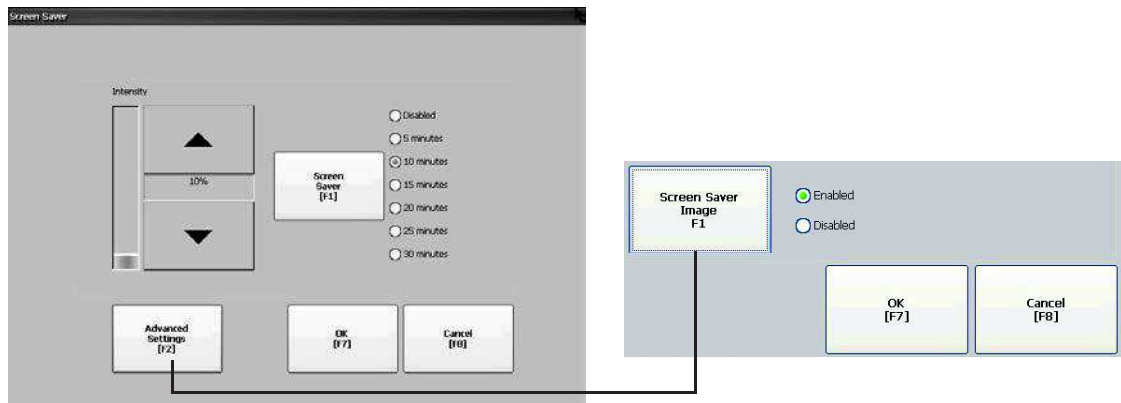 Screen Saver
Intensity
10%
Screen
Saver
[F1]
Disabled
5 minutes
10 minutes
15 minutes
20 minutes
25 minutes
30 minutes
Advanced
Settings
[F2]
OK
[F7]
Cancel
[F8]
Screen Saver
Image
F1
Enabled
Disabled
OK
[F7]
Cancel
[F8]